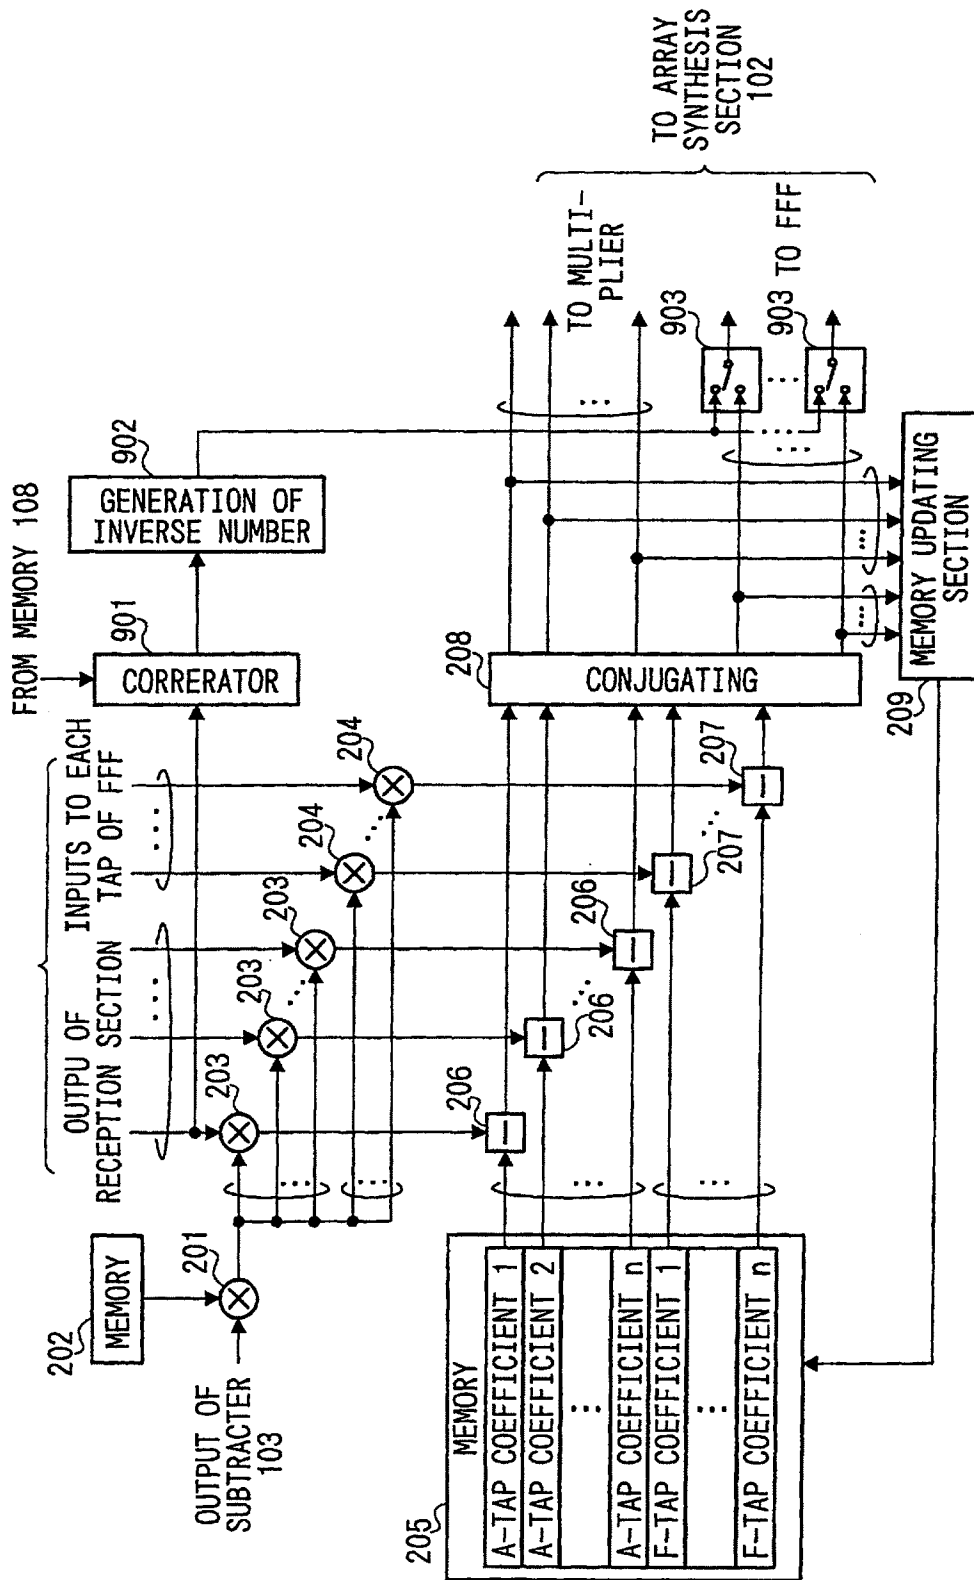 FROM MEMORY 108
INPUTS TO EACH
TAP OF FFF
OUTPU OF
RECEPTION SECTION
901
CORRERATOR
902
GENERATION OF
INVERSE NUMBER
202
MEMORY
201
OUTPUT OF
SUBTRACTER
103
203
203
203
204
204
206
206
206
207
207
205
MEMORY
A-TAP COEFFICIENT 1
A-TAP COEFFICIENT 2
A-TAP COEFFICIENT n
F-TAP COEFFICIENT 1
F-TAP COEFFICIENT n
208
CONJUGATING
TO MULTI-
PLIER
903
903
TO FFF
TO ARRAY
SYNTHESIS
SECTION
102
209
MEMORY UPDATING
SECTION